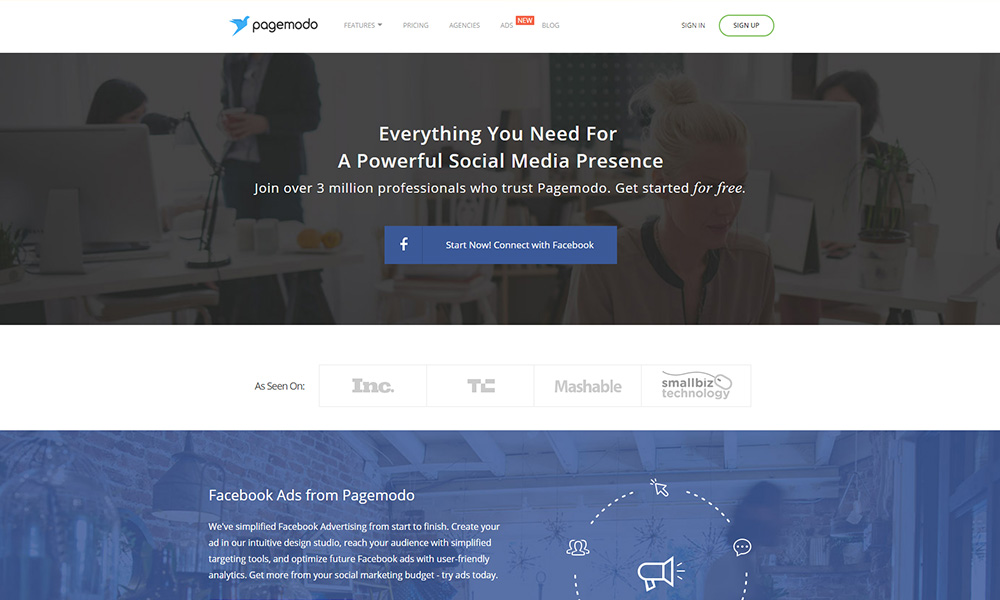 pagemodo
FEATURES
PRICING
AGENCIES
ADS
NEW
BLOG
SIGN IN
SIGN UP
Everything You Need For
A Powerful Social Media Presence
Join over 3 million professionals who trust Pagemodo. Get started for free.
f
Start Now! Connect with Facebook
As Seen On:
Inc.
TC
Mashable
smallbiz
technology
Facebook Ads from Pagemodo
We've simplified Facebook Advertising from start to finish. Create your
ad in our intuitive design studio, reach your audience with simplified
targeting tools, and optimize future Facebook ads with user-friendly
analytics. Get more from your social marketing budget - try ads today.